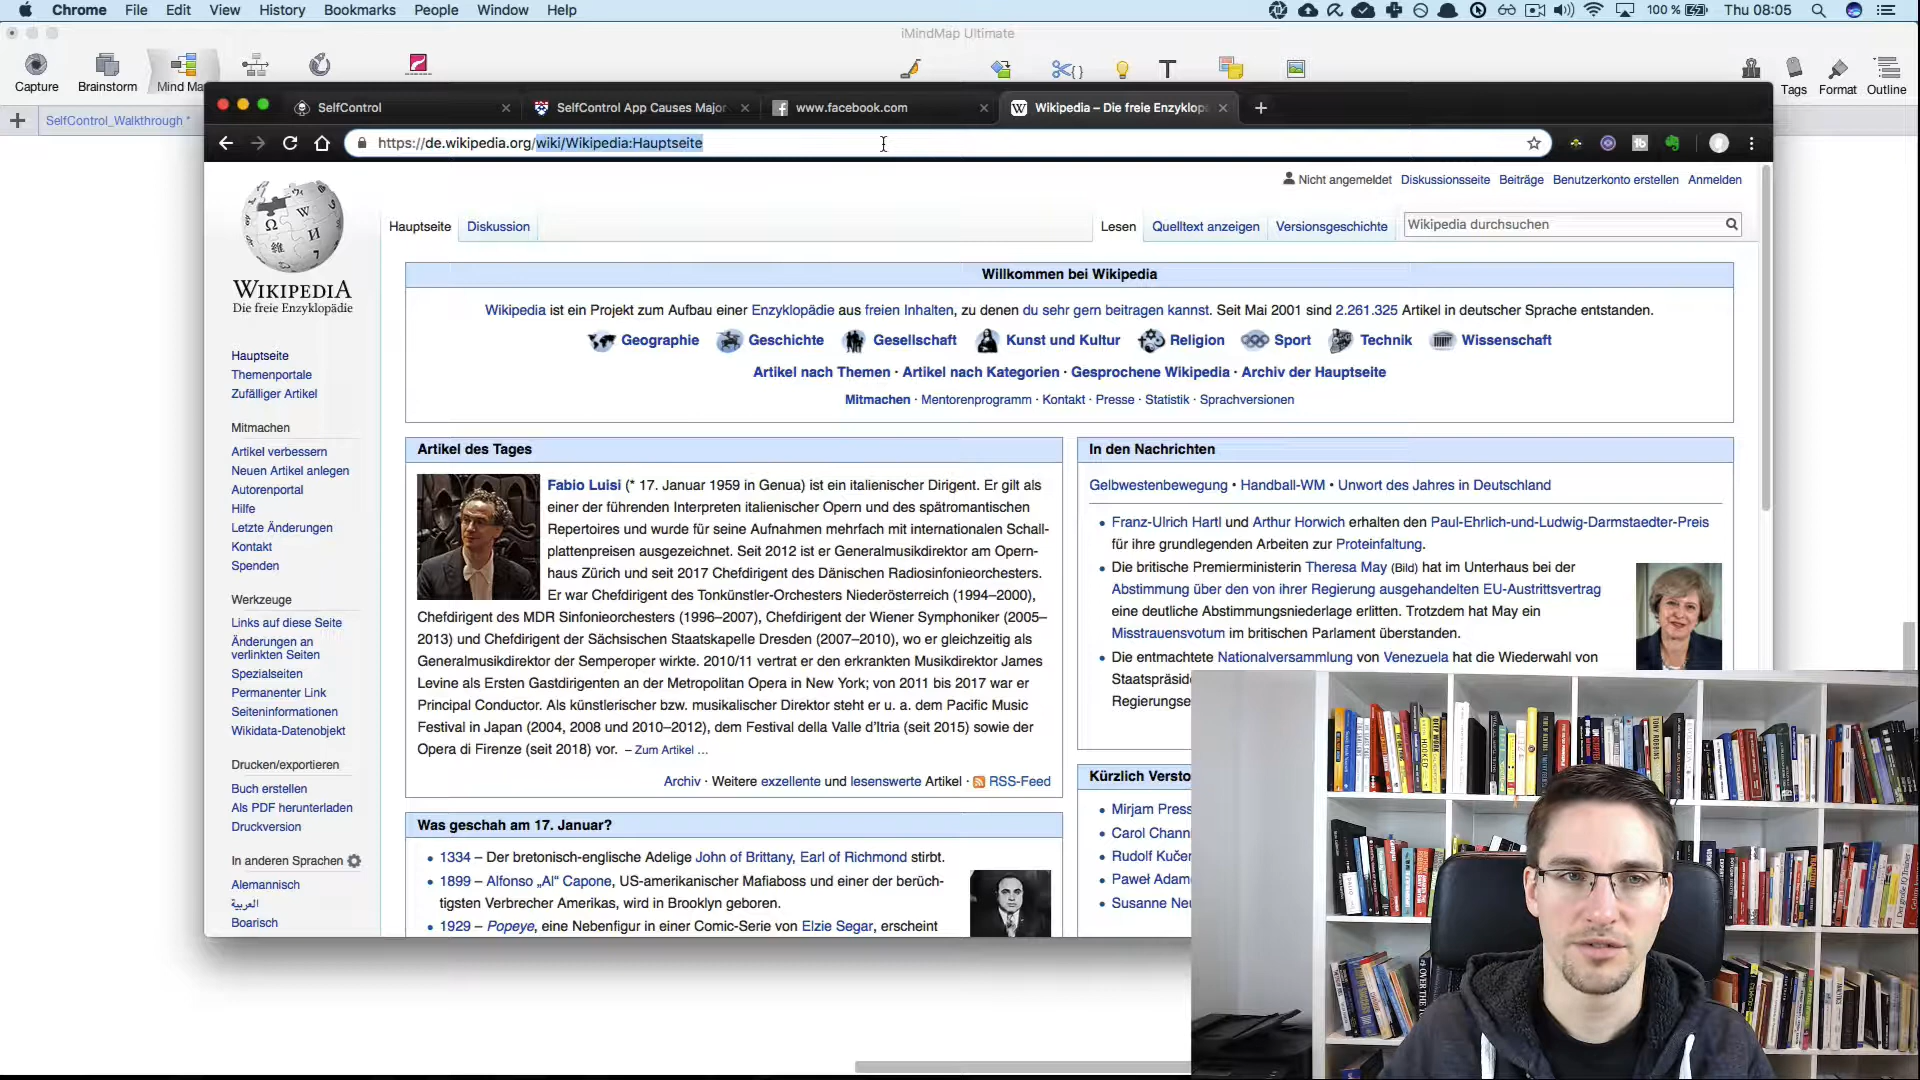 Chrome File Edit View History Bookmarks People Window Help
100 % Thu 08:05
iMindMap Ultimate
Capture Brainstorm Mind Ma
Tags Format Outline
SelfControl_Walkthrough *
SelfControl
SelfControl App Causes Major
www.facebook.com
Wikipedia – Die freie Enzyklop
https://de.wikipedia.org/wiki/Wikipedia:Hauptseite
Nicht angemeldet Diskussionsseite Beiträge Benutzerkonto erstellen Anmelden
Hauptseite Diskussion Lesen Quelltext anzeigen Versionsgeschichte Wikipedia durchsuchen
WIKIPEDIA
Die freie Enzyklopädie
Hauptseite
Themenportale
Zufälliger Artikel
Mitmachen
Artikel verbessern
Neuen Artikel anlegen
Autorenportal
Hilfe
Letzte Änderungen
Kontakt
Spenden
Werkzeuge
Links auf diese Seite
Änderungen an
verlinkten Seiten
Spezialseiten
Permanenter Link
Seiteninformationen
Wikidata-Datenobjekt
Drucken/exportieren
Buch erstellen
Als PDF herunterladen
Druckversion
In anderen Sprachen
Alemannisch
العربية
Boarisch
Willkommen bei Wikipedia
Wikipedia ist ein Projekt zum Aufbau einer Enzyklopädie aus freien Inhalten, zu denen du sehr gern beitragen kannst. Seit Mai 2001 sind 2.261.325 Artikel in deutscher Sprache entstanden.
Geographie Geschichte Gesellschaft Kunst und Kultur Religion Sport Technik Wissenschaft
Artikel nach Themen · Artikel nach Kategorien · Gesprochene Wikipedia · Archiv der Hauptseite
Mitmachen · Mentorenprogramm · Kontakt · Presse · Statistik · Sprachversionen
Artikel des Tages
Fabio Luisi (* 17. Januar 1959 in Genua) ist ein italienischer Dirigent. Er gilt als
einer der führenden Interpreten italienischer Opern und des spätromantischen
Repertoires und wurde für seine Aufnahmen mehrfach mit internationalen Schall-
plattenpreisen ausgezeichnet. Seit 2012 ist er Generalmusikdirektor am Opern-
haus Zürich und seit 2017 Chefdirigent des Dänischen Radiosinfonieorchesters.
Er war Chefdirigent des Tonkünstler-Orchesters Niederösterreich (1994–2000),
Chefdirigent des MDR Sinfonieorchesters (1996–2007), Chefdirigent der Wiener Symphoniker (2005–
2013) und Chefdirigent der Sächsischen Staatskapelle Dresden (2007–2010), wo er gleichzeitig als
Generalmusikdirektor der Semperoper wirkte. 2010/11 vertrat er den erkrankten Musikdirektor James
Levine als Ersten Gastdirigenten an der Metropolitan Opera in New York; von 2011 bis 2017 war er
Principal Conductor. Als künstlerischer bzw. musikalischer Direktor steht er u. a. dem Pacific Music
Festival in Japan (2004, 2008 und 2010–2012), dem Festival della Valle d’Itria (seit 2015) sowie der
Opera di Firenze (seit 2018) vor. – Zum Artikel …
Archiv · Weitere exzellente und lesenswerte Artikel · RSS-Feed
Was geschah am 17. Januar?
1334 – Der bretonisch-englische Adelige John of Brittany, Earl of Richmond stirbt.
1899 – Alfonso „Al“ Capone, US-amerikanischer Mafiaboss und einer der berüch-
tigsten Verbrecher Amerikas, wird in Brooklyn geboren.
1929 – Popeye, eine Nebenfigur in einer Comic-Serie von Elzie Segar, erscheint
In den Nachrichten
Gelbwestenbewegung • Handball-WM • Unwort des Jahres in Deutschland
Franz-Ulrich Hartl und Arthur Horwich erhalten den Paul-Ehrlich-und-Ludwig-Darmstaedter-Preis
für ihre grundlegenden Arbeiten zur Proteinfaltung.
Die britische Premierministerin Theresa May (Bild) hat im Unterhaus bei der
Abstimmung über den von ihrer Regierung ausgehandelten EU-Austrittsvertrag
eine deutliche Abstimmungsniederlage erlitten. Trotzdem hat May ein
Misstrauensvotum im britischen Parlament überstanden.
Die entmachtete Nationalversammlung von Venezuela hat die Wiederwahl von
Staatspräside
Regierungse
Kürzlich Versto
Mirjam Press
Carol Chann
Rudolf Kučer
Paweł Adam
Susanne Neu
HOOKED
TONY ROBBINS